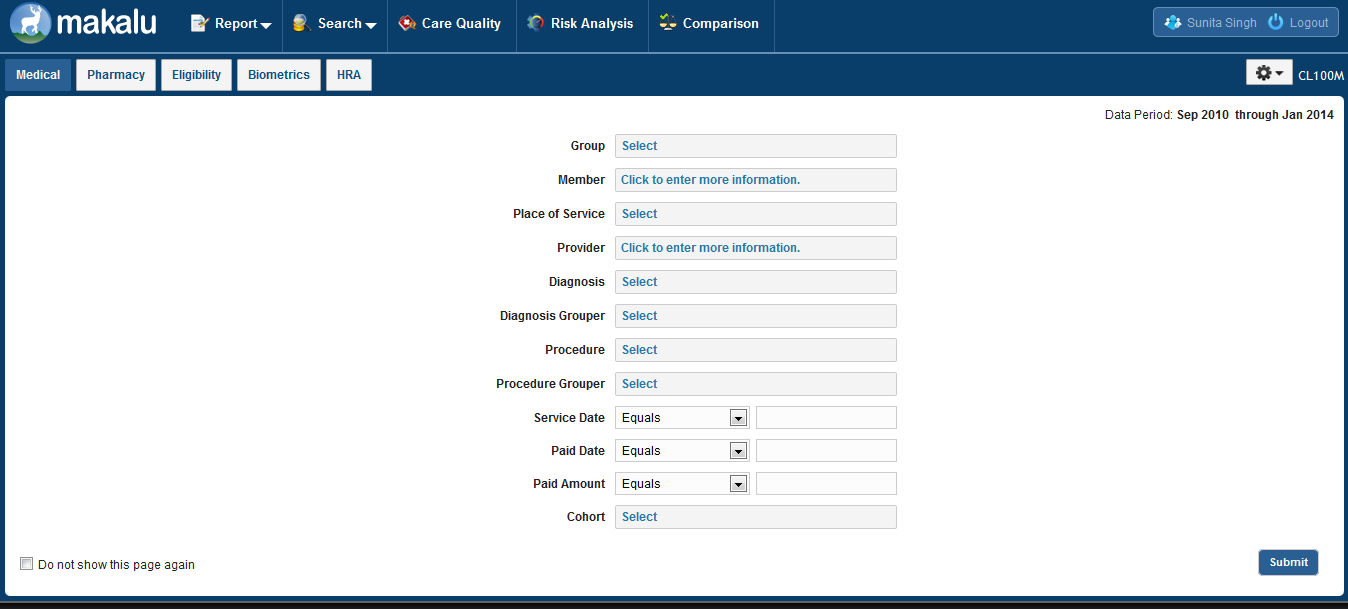 makalu Report Search Care Quality Risk Analysis Comparison Sunita Singh Logout
Medical Pharmacy Eligibility Biometrics HRA CL100M
Data Period: Sep 2010 through Jan 2014
Group Select
Member Click to enter more information.
Place of Service Select
Provider Click to enter more information.
Diagnosis Select
Diagnosis Grouper Select
Procedure Select
Procedure Grouper Select
Service Date Equals
Paid Date Equals
Paid Amount Equals
Cohort Select
Do not show this page again Submit